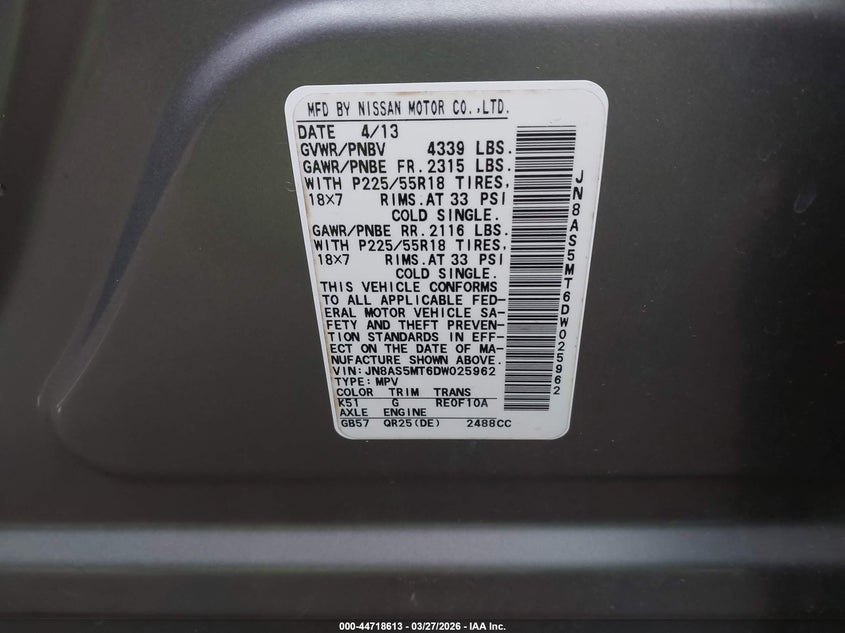 MFD BY NISSAN MOTOR CO.,LTD.
DATE 4/13
GVWR/PNBV 4339 LBS.
GAWR/PNBE FR. 2315 LBS.
WITH P225/55R18 TIRES,
18×7 RIMS.AT 33 PSI
COLD SINGLE.
GAWR/PNBE RR. 2116 LBS.
WITH P225/55R18 TIRES,
18×7 RIMS.AT 33 PSI
COLD SINGLE.
THIS VEHICLE CONFORMS
TO ALL APPLICABLE FED-
ERAL MOTOR VEHICLE SA-
FETY AND THEFT PREVEN-
TION STANDARDS IN EFF-
ECT ON THE DATE OF MA-
NUFACTURE SHOWN ABOVE.
VIN: JN8AS5MT6DW025962
TYPE: MPV
COLOR TRIM TRANS
K51 G RE0F10A
AXLE ENGINE
GB57 QR25(DE) 2488CC
JN8AS5MT6DW025962
000-44718613 — 03/27/2026 — IAA Inc.